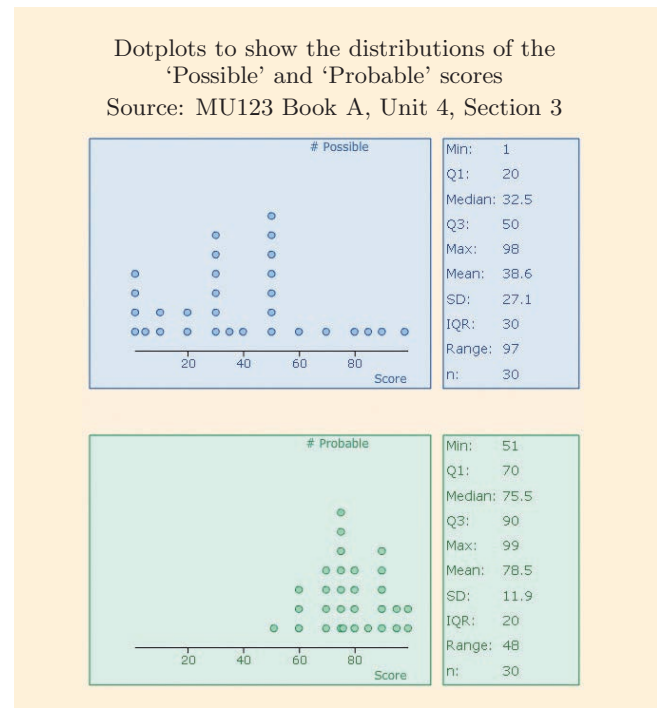 Dotplots to show the distributions of the
‘Possible’ and ‘Probable’ scores
Source: MU123 Book A, Unit 4, Section 3
# Possible
20 40 60 80
Score
Min: 1
Q1: 20
Median: 32.5
Q3: 50
Max: 98
Mean: 38.6
SD: 27.1
IQR: 30
Range: 97
n: 30
# Probable
20 40 60 80
Score
Min: 51
Q1: 70
Median: 75.5
Q3: 90
Max: 99
Mean: 78.5
SD: 11.9
IQR: 20
Range: 48
n: 30